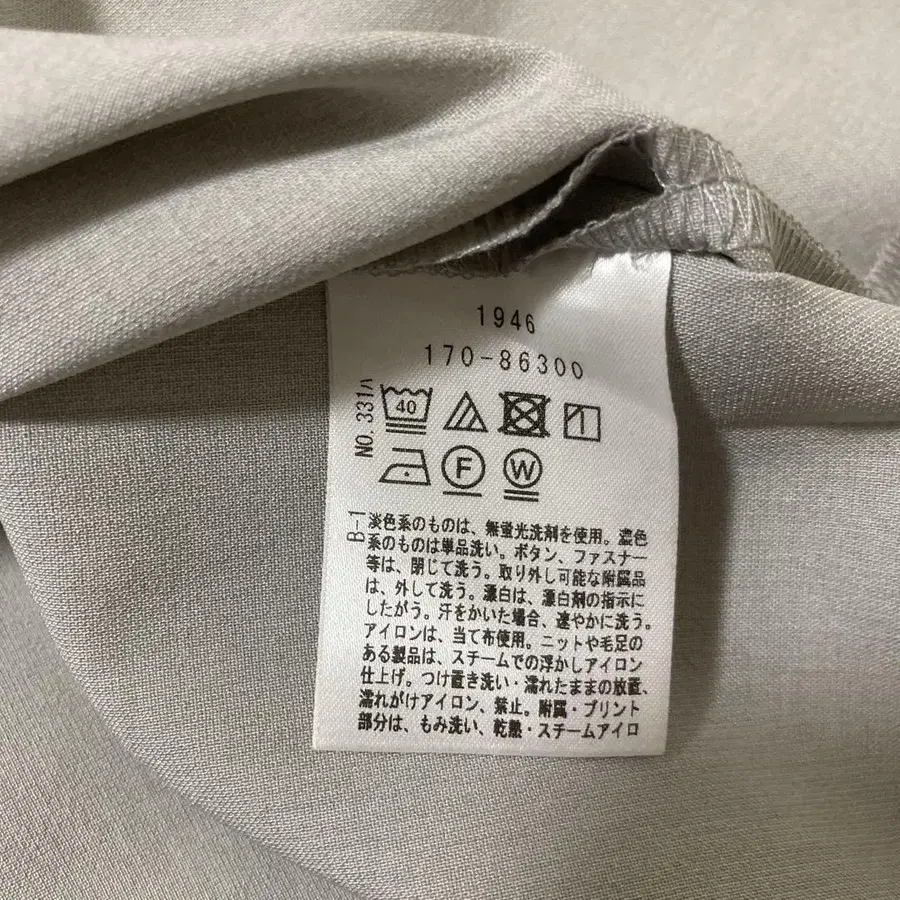 1946
170-86300
NO.331ハ
40
F
W
B-1
淡色系のものは、無蛍光洗剤を使用。濃色
系のものは単品洗い。ボタン、ファスナー
等は、閉じて洗う。取り外し可能な附属品
は、外して洗う。漂白は、漂白剤の指示に
したがう。汗をかいた場合、速やかに洗う。
アイロンは、当て布使用。ニットや毛足の
ある製品は、スチームでの浮かしアイロン
仕上げ。つけ置き洗い・濡れたままの放置、
濡れがけアイロン、禁止。附属・プリント
部分は、もみ洗い、乾熱・スチームアイロ